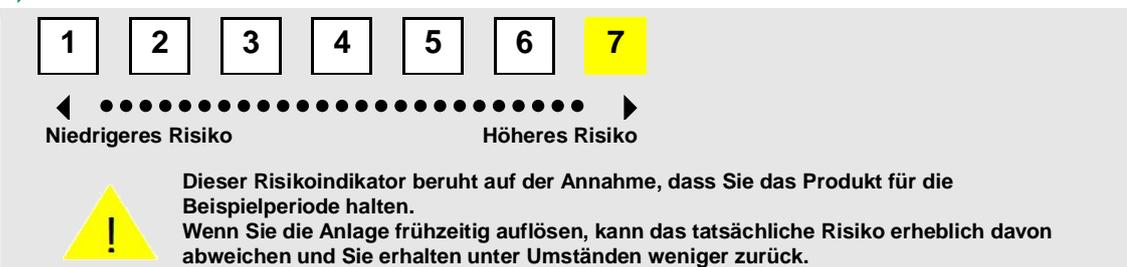 1 2 3 4 5 6 7
Niedrigeres Risiko Höheres Risiko
Dieser Risikoindikator beruht auf der Annahme, dass Sie das Produkt für die
Beispielperiode halten.
! Wenn Sie die Anlage frühzeitig auflösen, kann das tatsächliche Risiko erheblich davon
abweichen und Sie erhalten unter Umständen weniger zurück.